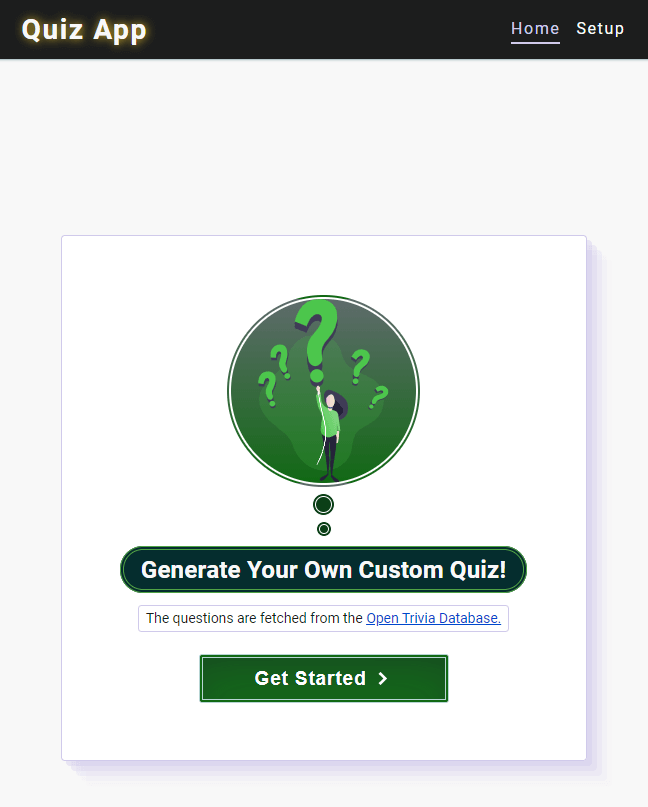 Quiz App
Home Setup
Generate Your Own Custom Quiz!
The questions are fetched from the Open Trivia Database.
Get Started